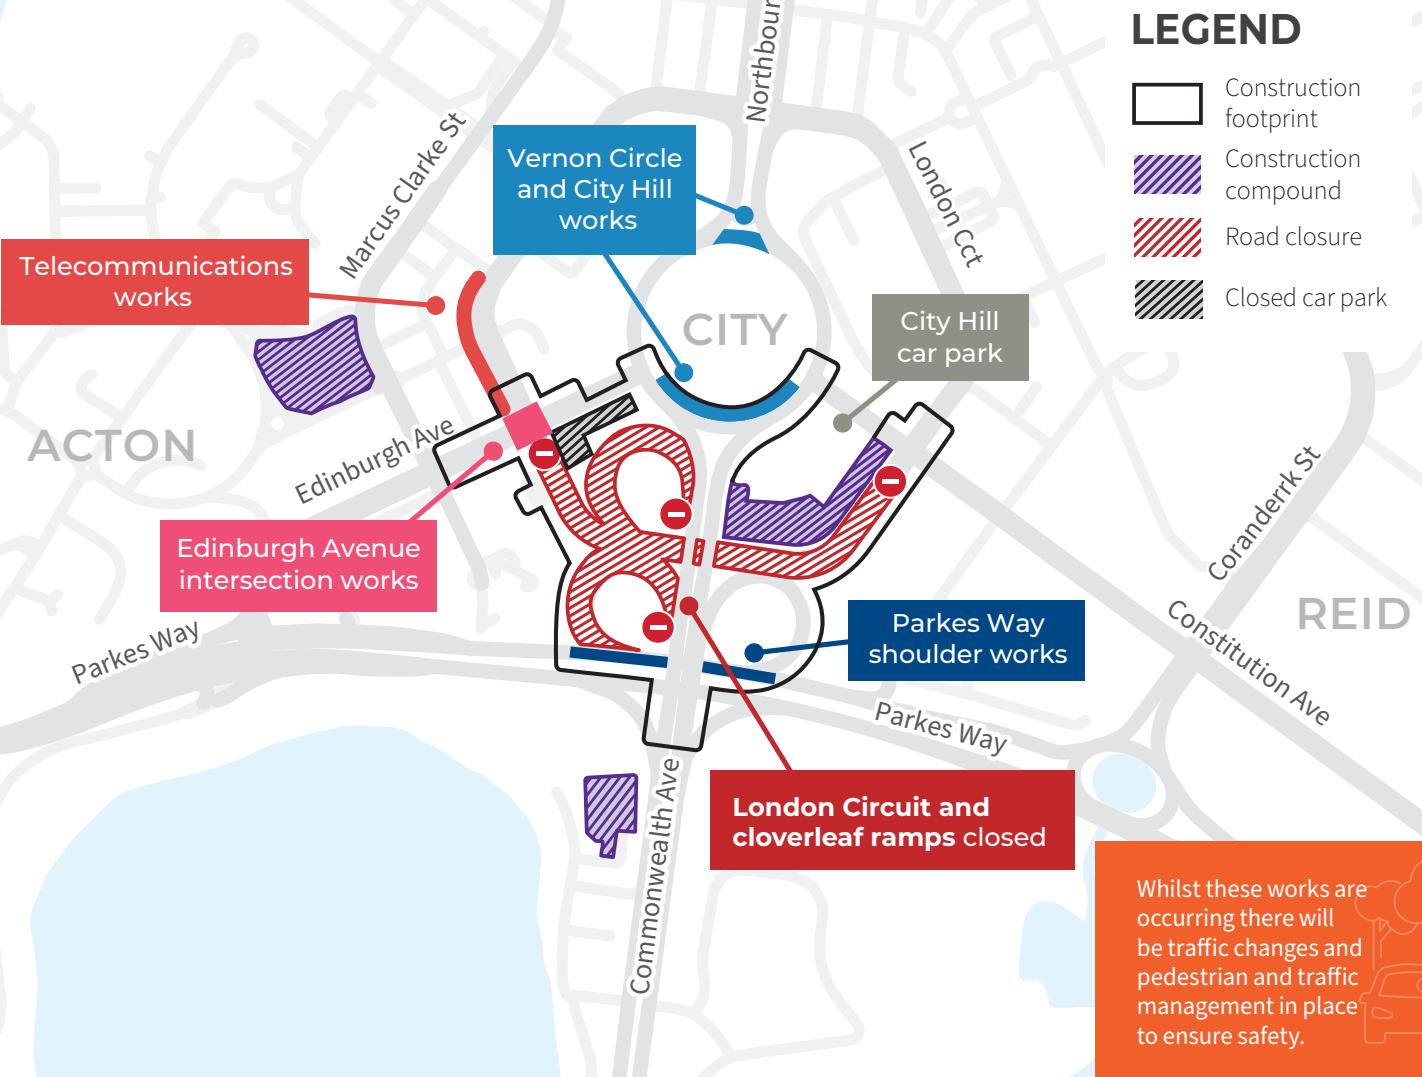 LEGEND
Construction
footprint
Construction
compound
Road closure
Closed car park
Marcus Clarke St
London Cct
Vernon Circle
and City Hill
works
Telecommunications
works
CITY
City Hill
car park
ACTON
Edinburgh Ave
Edinburgh Avenue
intersection works
Coranderrk St
REID
Parkes Way
Parkes Way
shoulder works
Constitution Ave
Parkes Way
Commonwealth Ave
London Circuit and
cloverleaf ramps closed
Whilst these works are
occurring there will
be traffic changes and
pedestrian and traffic
management in place
to ensure safety.